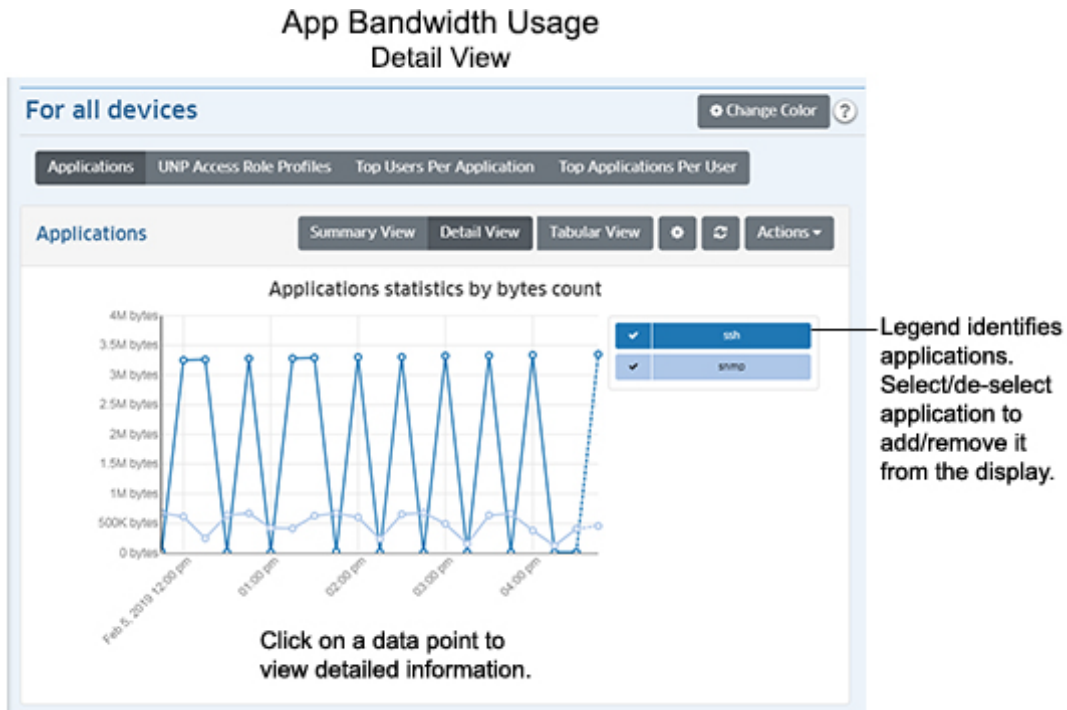 App Bandwidth Usage
Detail View
For all devices
Change Color
?
Applications
UNP Access Role Profiles
Top Users Per Application
Top Applications Per User
Applications
Summary View
Detail View
Tabular View
Actions
Applications statistics by bytes count
4M bytes
3.5M bytes
3M bytes
2.5M bytes
2M bytes
1.5M bytes
1M bytes
500K bytes
0 bytes
Feb 5, 2019 12:00 pm
01:00 pm
02:00 pm
03:00 pm
04:00 pm
ssh
snmp
Legend identifies
applications.
Select/de-select
application to
add/remove it
from the display.
Click on a data point to
view detailed information.